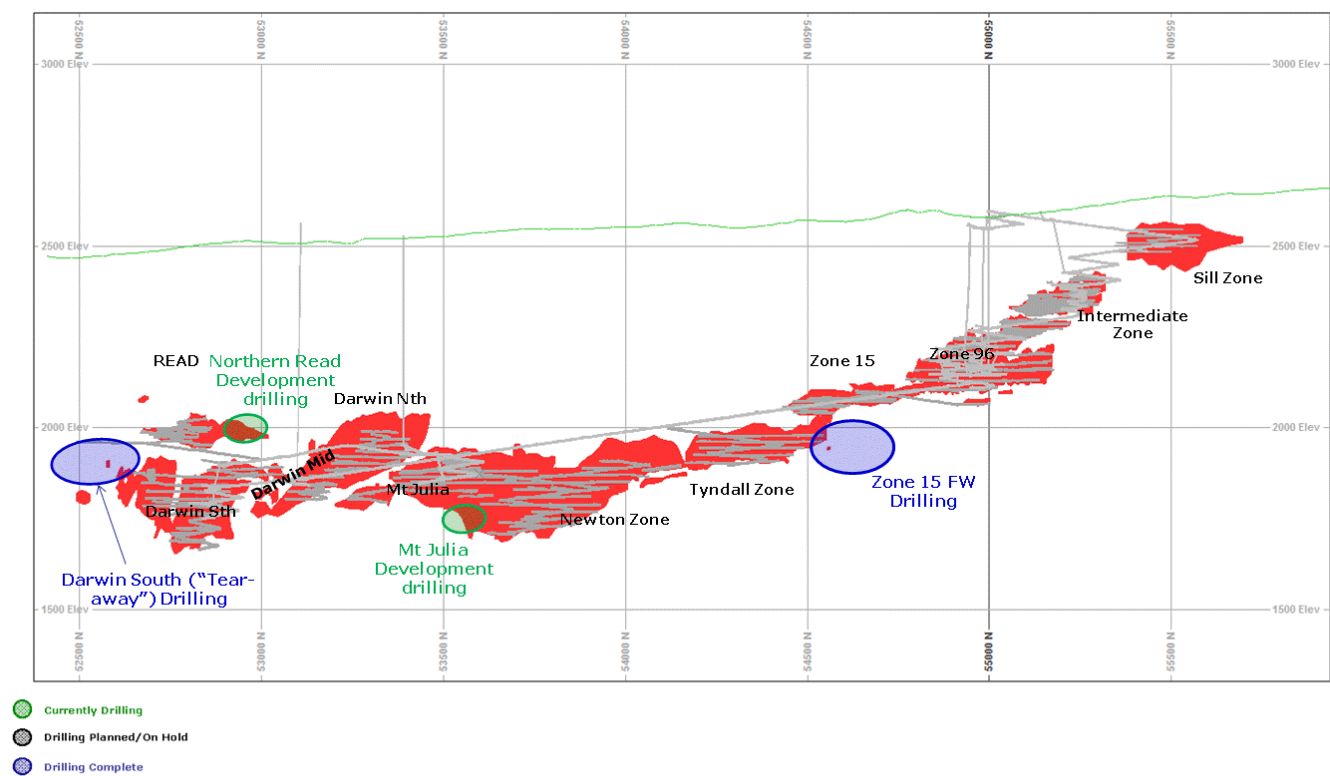 52500 N
53000 N
53500 N
54000 N
54500 N
55000 N
55500 N
3000 Elev
3000 Elev
2500 Elev
2500 Elev
Sill Zone
Intermediate
Zone
Zone 96
Zone 15
READ
Northern Read
Development
drilling
Darwin Nth
2000 Elev
2000 Elev
Darwin Mid
Mt Julia
Darwin Sth
Tyndall Zone
Zone 15 FW
Drilling
Newton Zone
Mt Julia
Development
drilling
Darwin South (“Tear-
away”) Drilling
1500 Elev
1500 Elev
52500 N
53000 N
53500 N
54000 N
54500 N
55000 N
55500 N
Currently Drilling
Drilling Planned/On Hold
Drilling Complete